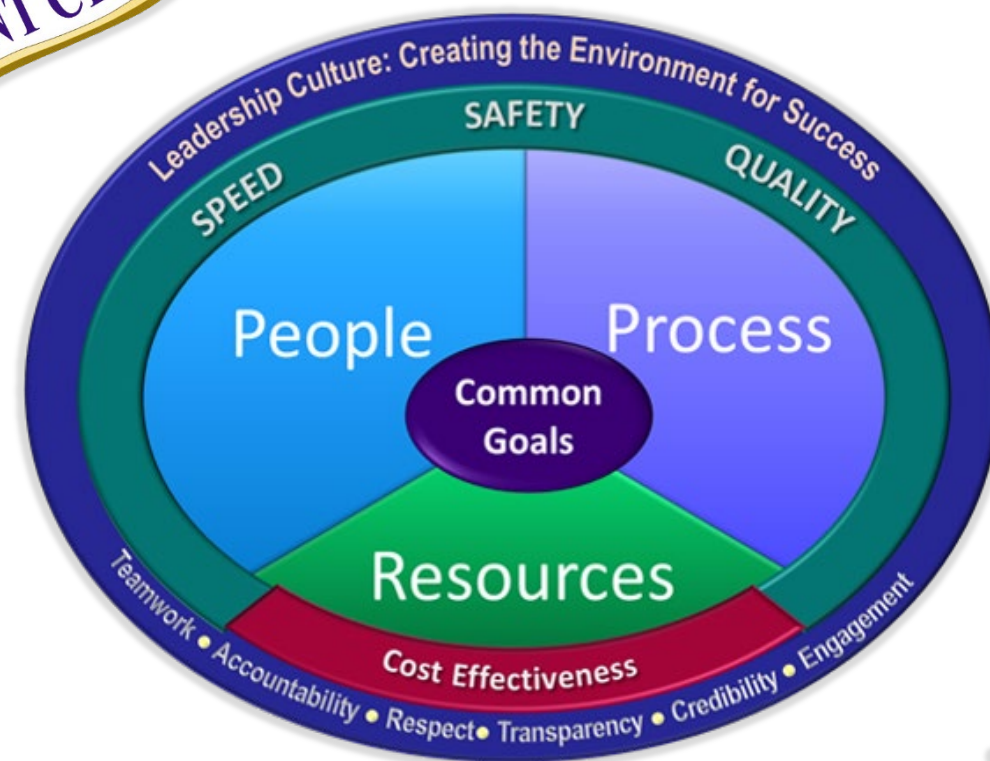 Leadership Culture: Creating the Environment for Success
SAFETY
SPEED
QUALITY
People
Process
Common
Goals
Resources
Cost Effectiveness
Teamwork • Accountability • Respect • Transparency • Credibility • Engagement